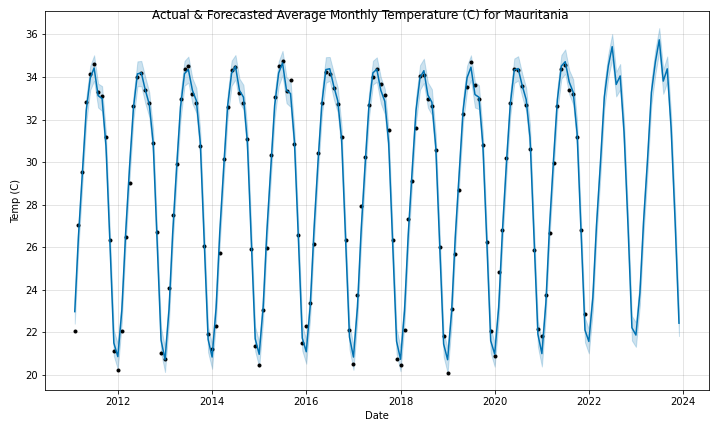 Actual & Forecasted Average Monthly Temperature (C) for Mauritania
36
34
32
30
28
26
24
22
20
Temp (C)
2012 2014 2016 2018 2020 2022 2024
Date